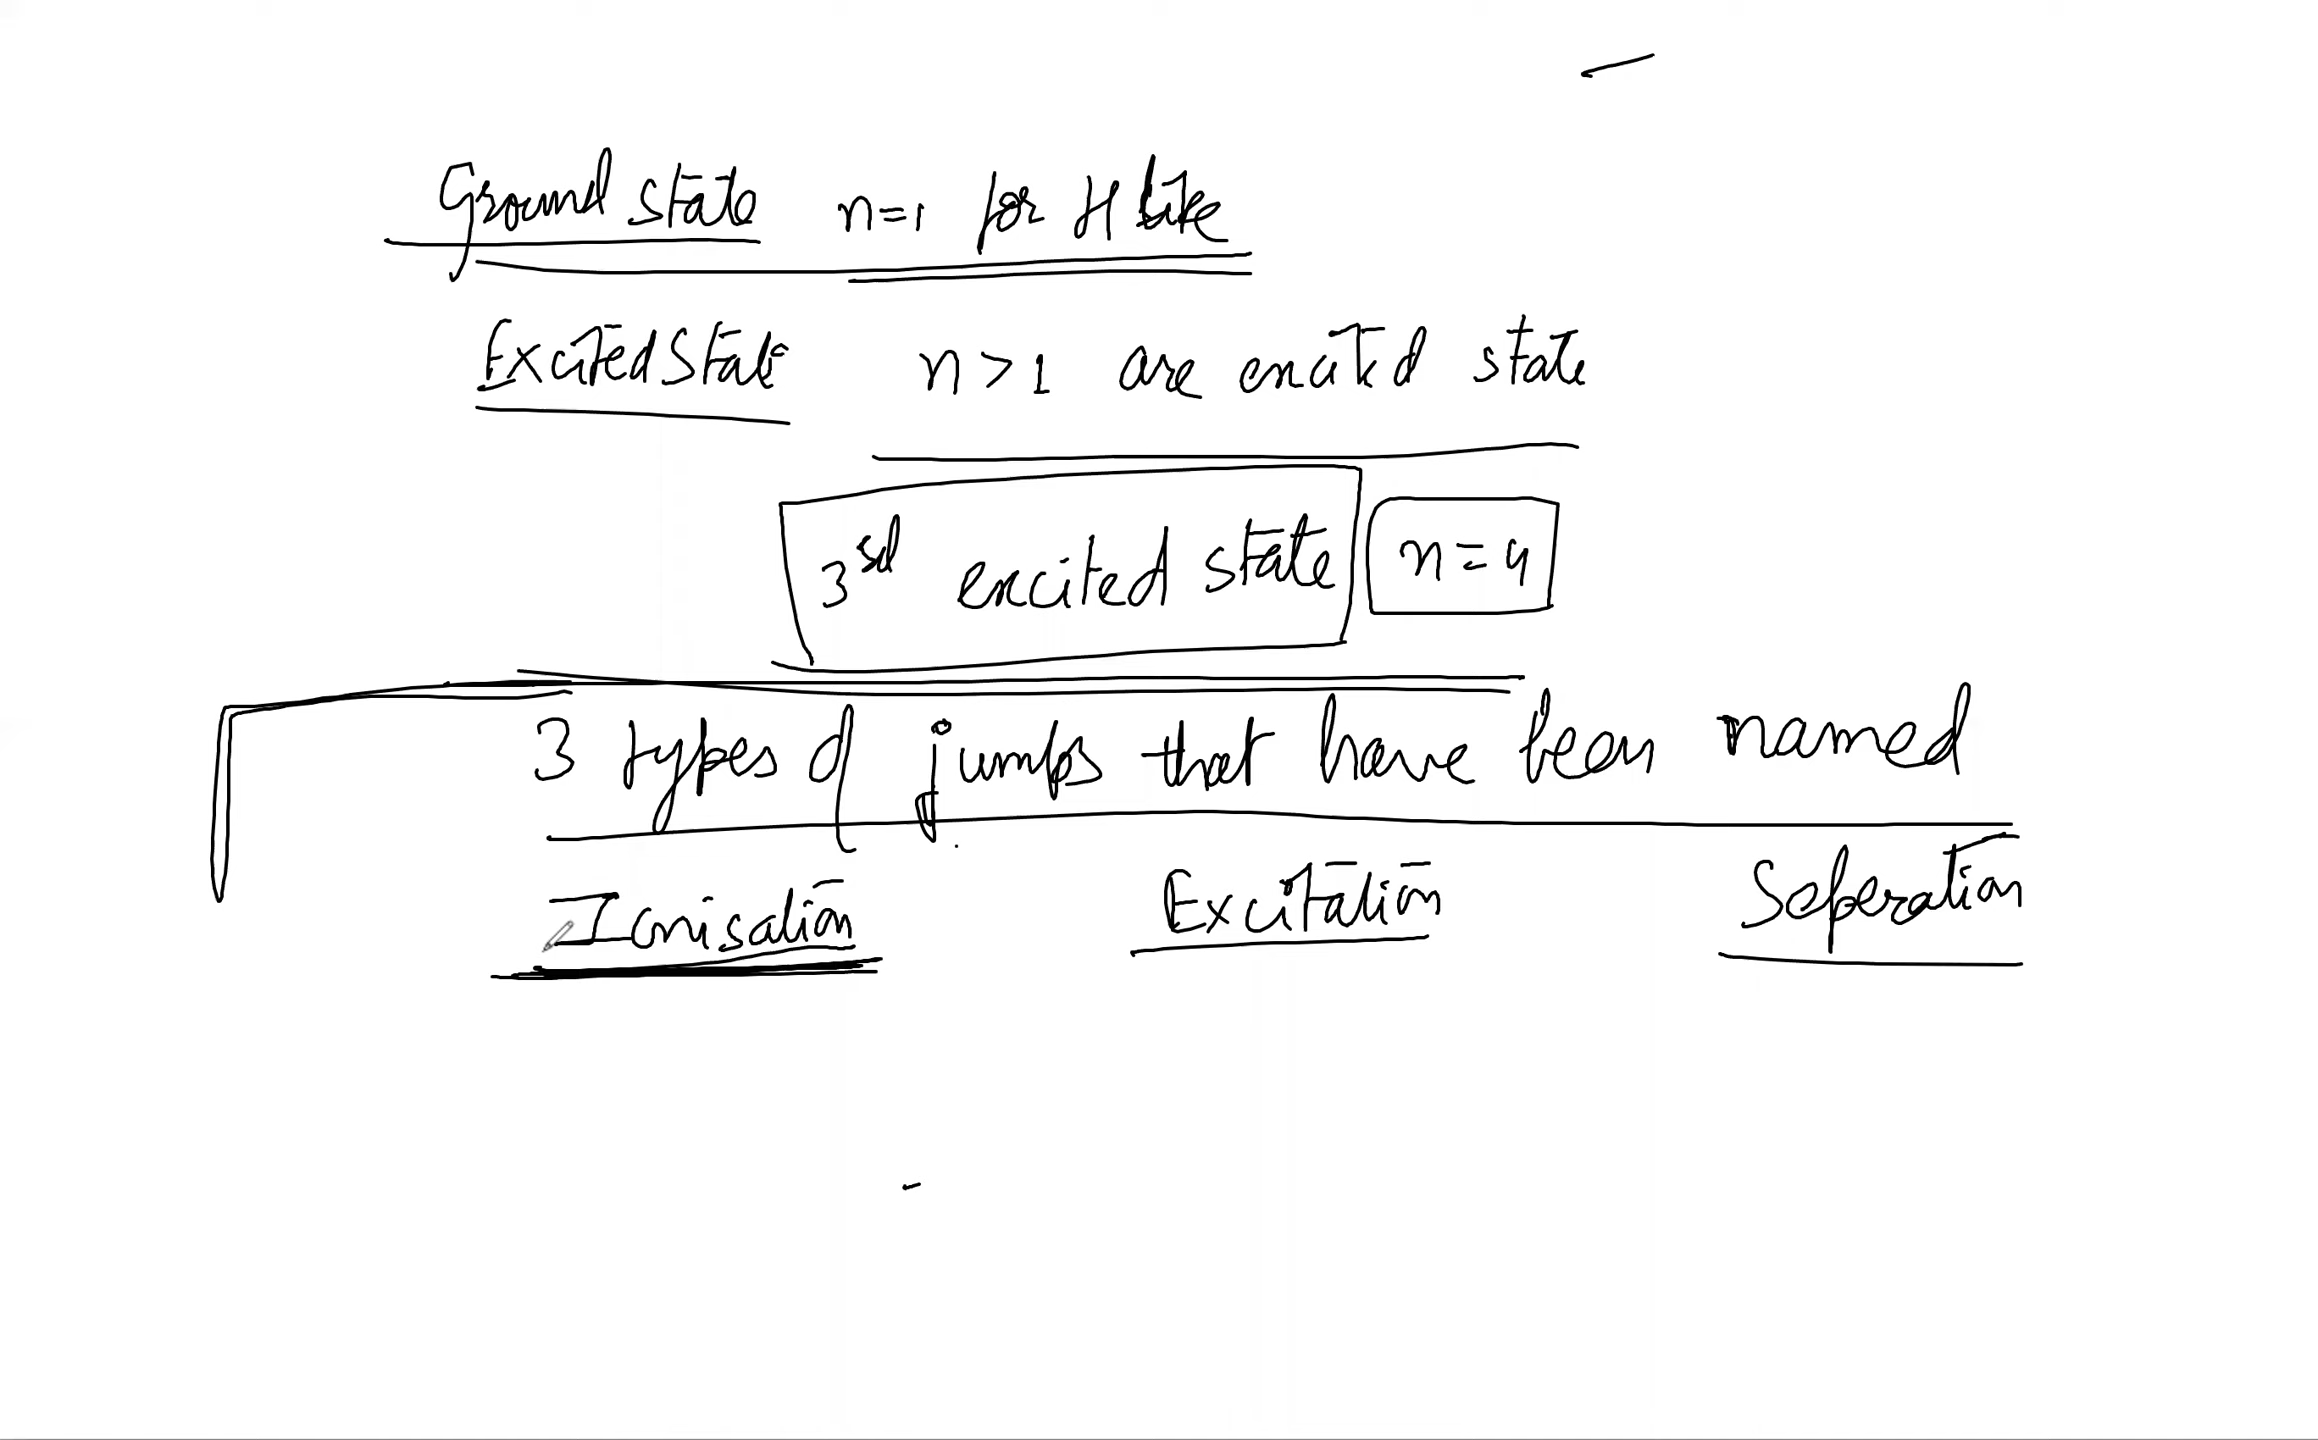 Ground state n=1 for H like
Excited State n>1 are excited state
3rd excited state n=4
3 types of jumps that have been named
Ionisation Excitation Seperation